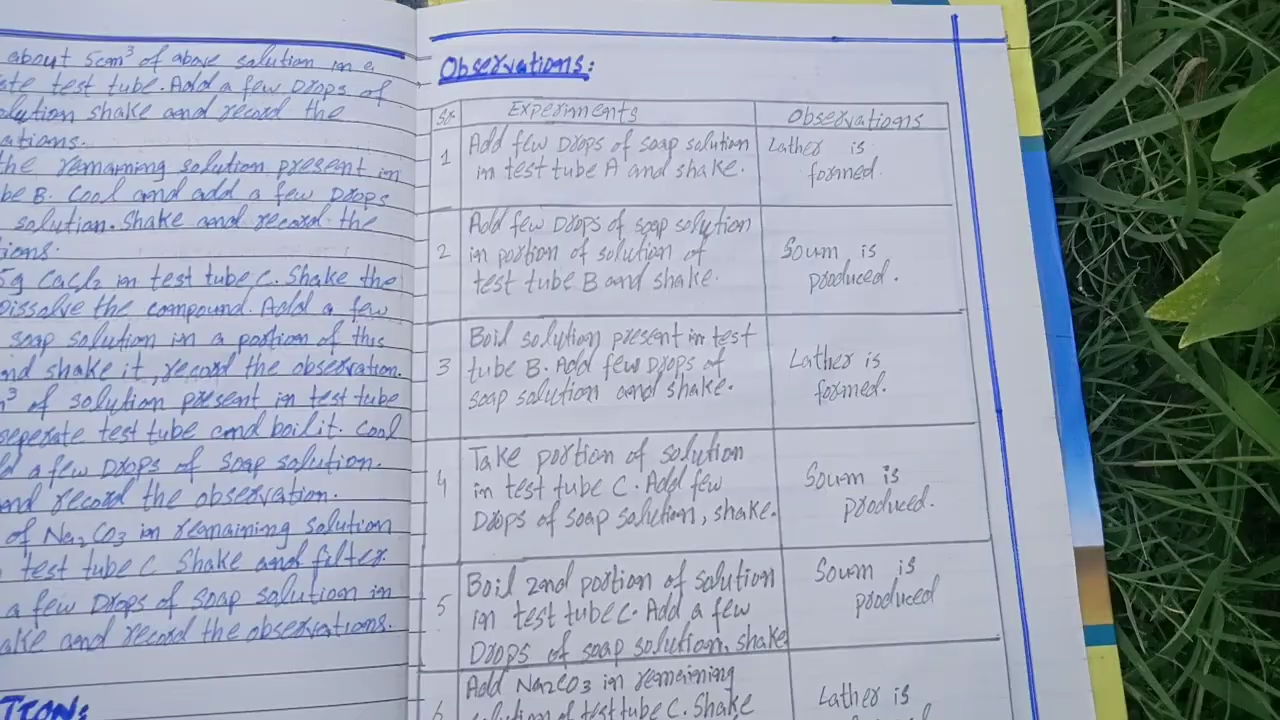 about 5cm³ of above solution in a
te test tube. Add a few Drops of
lution shake and record the
ations.
the remaining solution present in
be B. Cool and add a few Drops
solution. Shake and record the
ions.
5g CaCl₂ in test tube C. Shake the
Dissolve the compound. Add a few
soap solution in a portion of this
nd shake it, record the observation.
³ of solution present in test tube
seperate test tube and boil it. Cool
d a few Drops of soap solution.
and record the observation.
of Na₂CO₃ in remaining solution
test tube C Shake and filter.
a few Drops of soap solution in
ake and record the observations.
TION:
Observations:
Sr Experiments Observations
1 Add few Drops of soap solution
in test tube A and shake.
Lather is
formed.
2 Add few Drops of soap solution
in portion of solution of
test tube B and shake.
Scum is
produced.
3 Boil solution present in test
tube B. Add few Drops of
soap solution and shake.
Lather is
formed.
4 Take portion of solution
in test tube C. Add few
Drops of soap solution, shake.
Scum is
produced.
5 Boil 2nd portion of solution
in test tube C. Add a few
Drops of soap solution, shake
Scum is
produced
6 Add Na₂CO₃ in remaining
solution of test tube C. Shake
Lather is